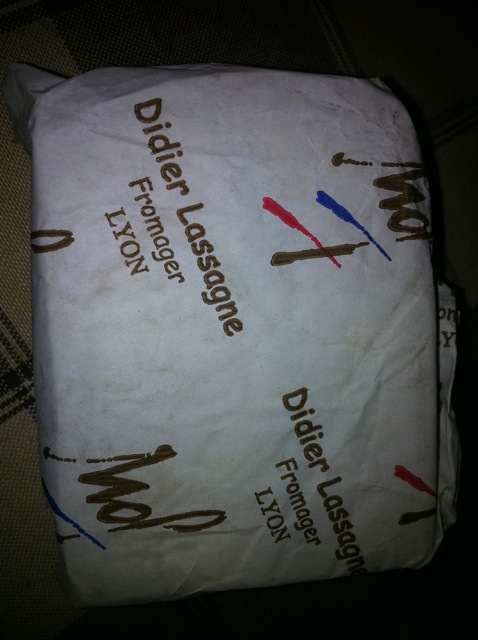 Didier Lassagne
Fromager
LYON
Didier Lassagne
Fromager
LYON